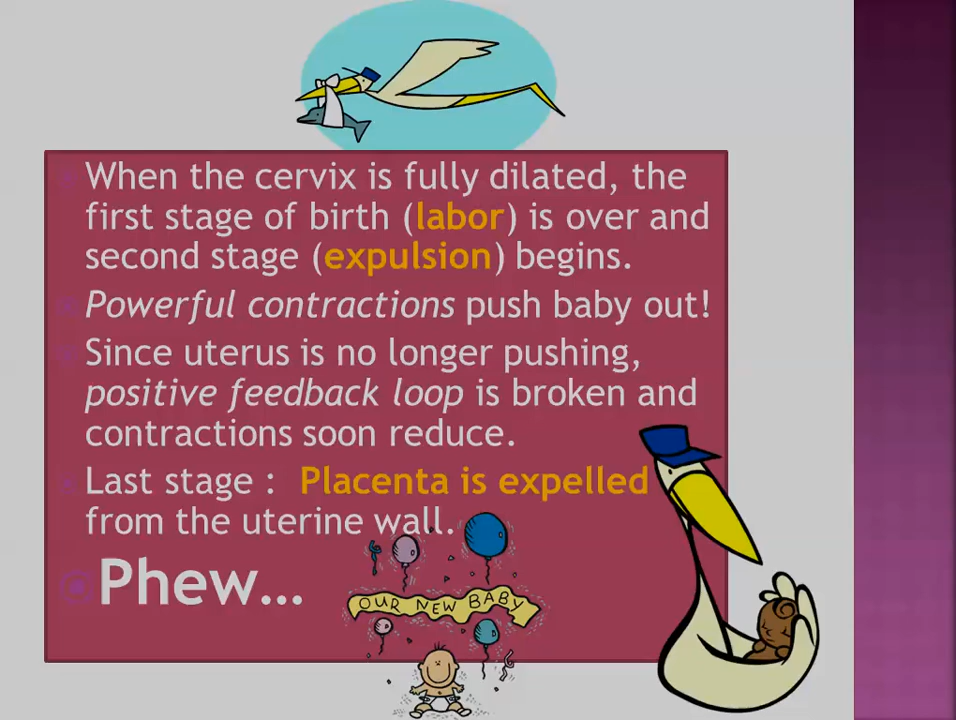 When the cervix is fully dilated, the
first stage of birth (labor) is over and
second stage (expulsion) begins.
Powerful contractions push baby out!
Since uterus is no longer pushing,
positive feedback loop is broken and
contractions soon reduce.
Last stage : Placenta is expelled
from the uterine wall.
Phew…
OUR NEW BABY